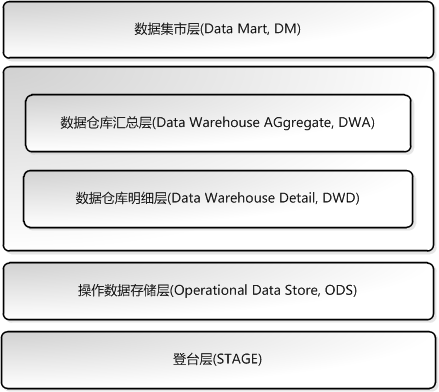 数据集市层(Data Mart, DM)
数据仓库汇总层(Data Warehouse AGgregate, DWA)
数据仓库明细层(Data Warehouse Detail, DWD)
操作数据存储层(Operational Data Store, ODS)
登台层(STAGE)